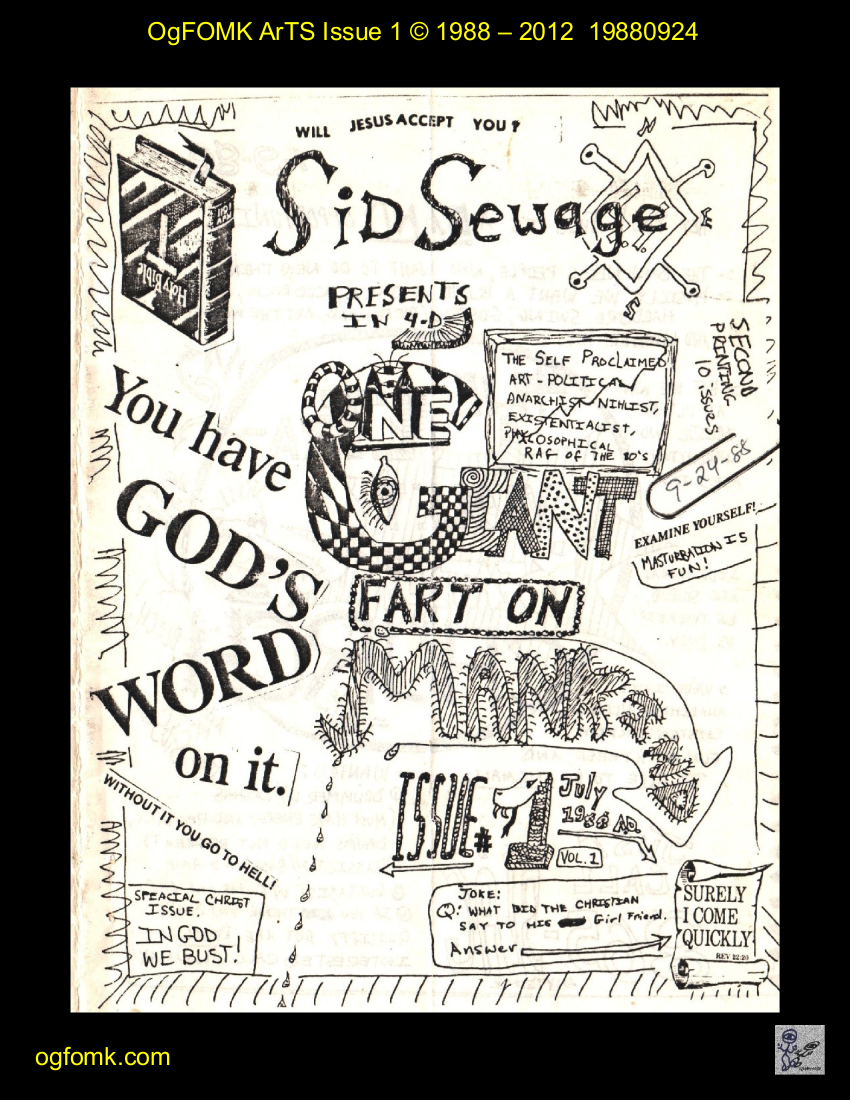 OgFOMK ArTS Issue 1 © 1988 – 2012  19880924
WILL JESUS ACCEPT YOU?
Sid Sewage
PRESENTS
IN 4-D
Holy Bible
THE SELF PROCLAIMED
ART-POLITICAL
ANARCHIST, NIHLIST,
EXISTENTIALIST,
PHILOSOPHICAL
RAG OF THE 80'S
SECOND
PRINTING
10 issues
9-24-88
ONE
GIANT
FART ON
MANKIND
You have
GOD'S
WORD
on it.
WITHOUT IT YOU GO TO HELL!
EXAMINE YOURSELF!
MASTURBATION IS
FUN!
ISSUE # 1
July
1988 A.D.
VOL.1
SPEACIAL CHRIST
ISSUE.
IN GOD
WE BUST!
JOKE:
Q: WHAT DID THE CHRISTIAN
SAY TO HIS Girl Friend.
Answer
SURELY
I COME
QUICKLY
REV 22:20
ogfomk.com